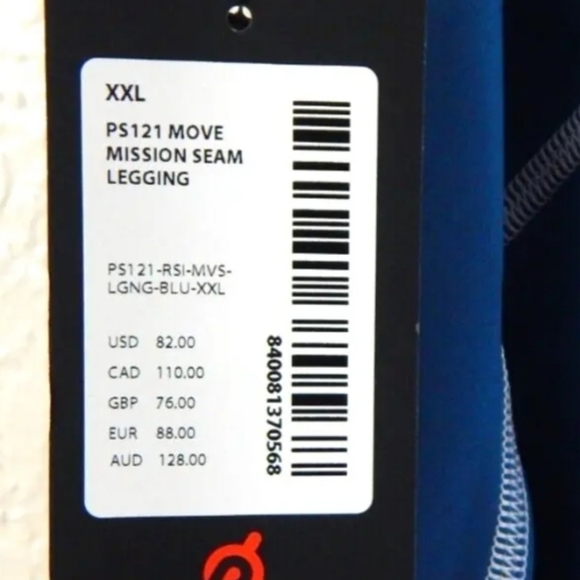 XXL
PS121 MOVE
MISSION SEAM
LEGGING
PS121-RSI-MVS-
LGNG-BLU-XXL
USD 82.00
CAD 110.00
GBP 76.00
EUR 88.00
AUD 128.00
840081370568